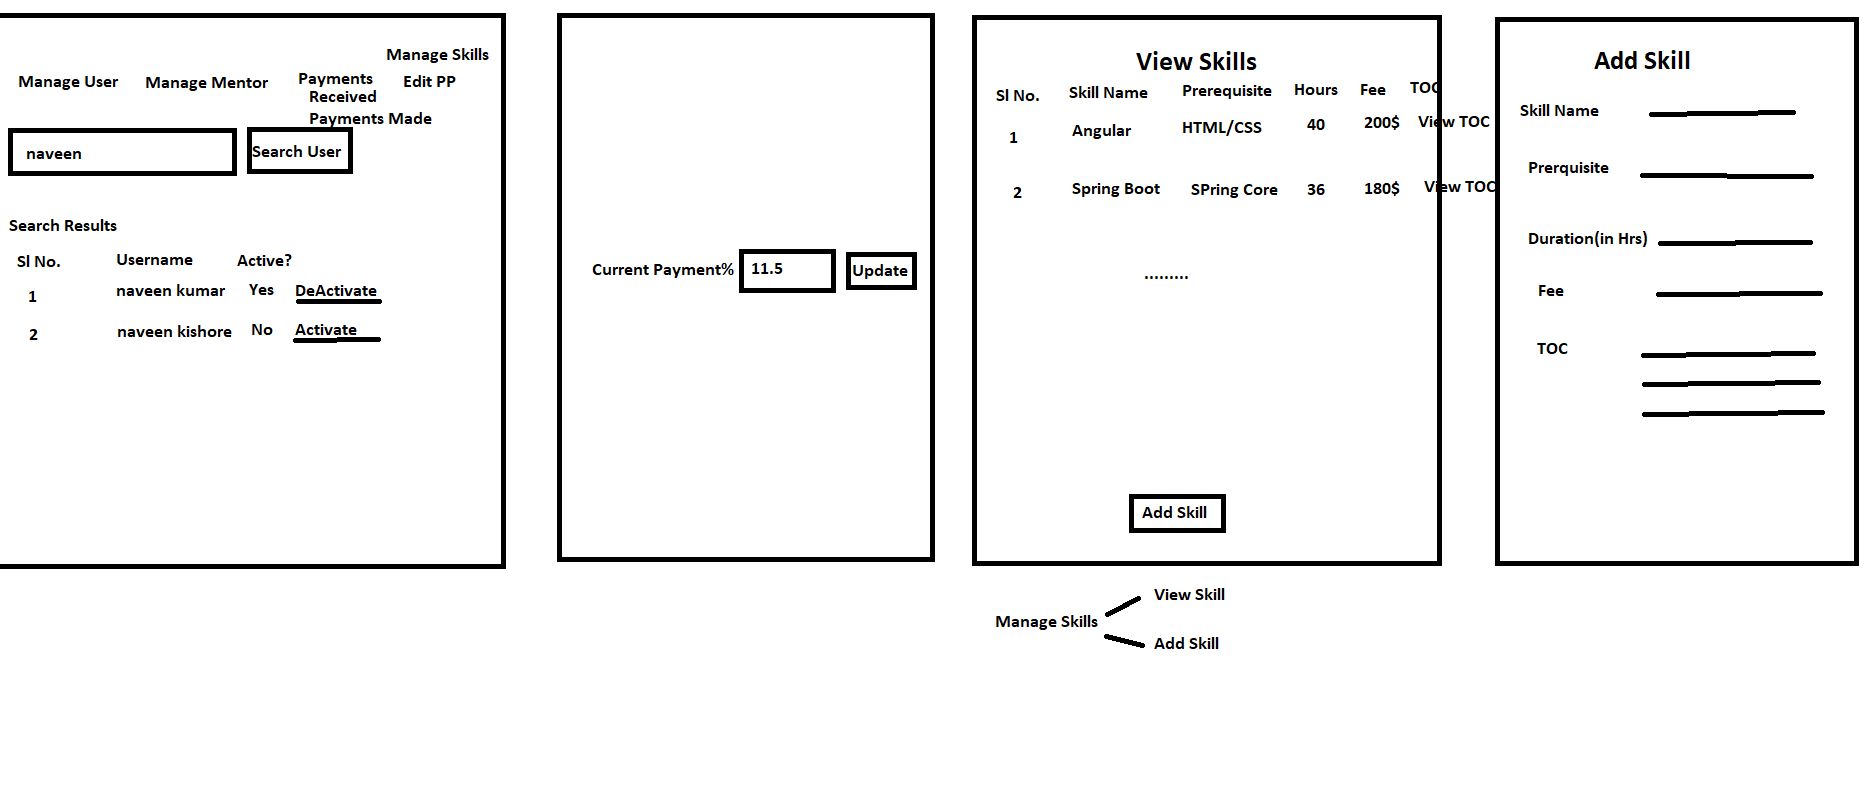 Manage Skills
Manage User Manage Mentor Payments Edit PP
Received
Payments Made
naveen Search User
Search Results
Sl No. Username Active?
1 naveen kumar Yes DeActivate
2 naveen kishore No Activate
Current Payment% 11.5 Update
View Skills
Sl No. Skill Name Prerequisite Hours Fee TOC
1 Angular HTML/CSS 40 200$ View TOC
2 Spring Boot SPring Core 36 180$ View TOC
.........
Add Skill
Manage Skills
View Skill
Add Skill
Add Skill
Skill Name
Prerquisite
Duration(in Hrs)
Fee
TOC